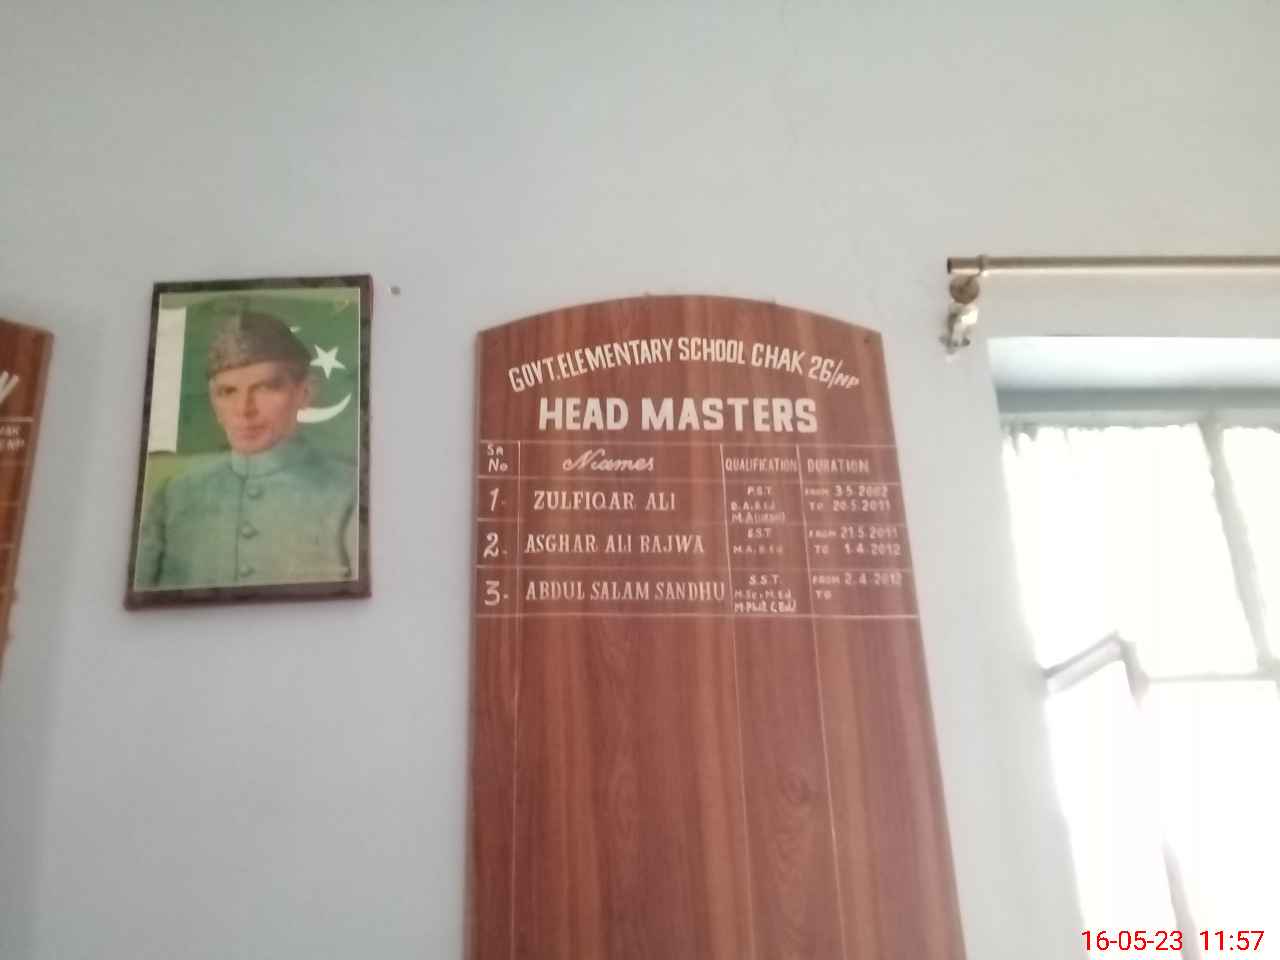 GOVT. ELEMENTARY SCHOOL CHAK 26/NP
HEAD MASTERS
Sr No Names QUALIFICATION DURATION
1. ZULFIQAR ALI P.S.T. B.A, B.Ed FROM 3.5.2002 TO 20.5.2011
2. ASGHAR ALI BAJWA S.S.T M.A, B.Ed FROM 21.5.2011 TO 1.4.2012
3. ABDUL SALAM SANDHU S.S.T. M.Sc, M.Ed M.Phil (Edu) FROM 2.4.2012 TO
16-05-23 11:57